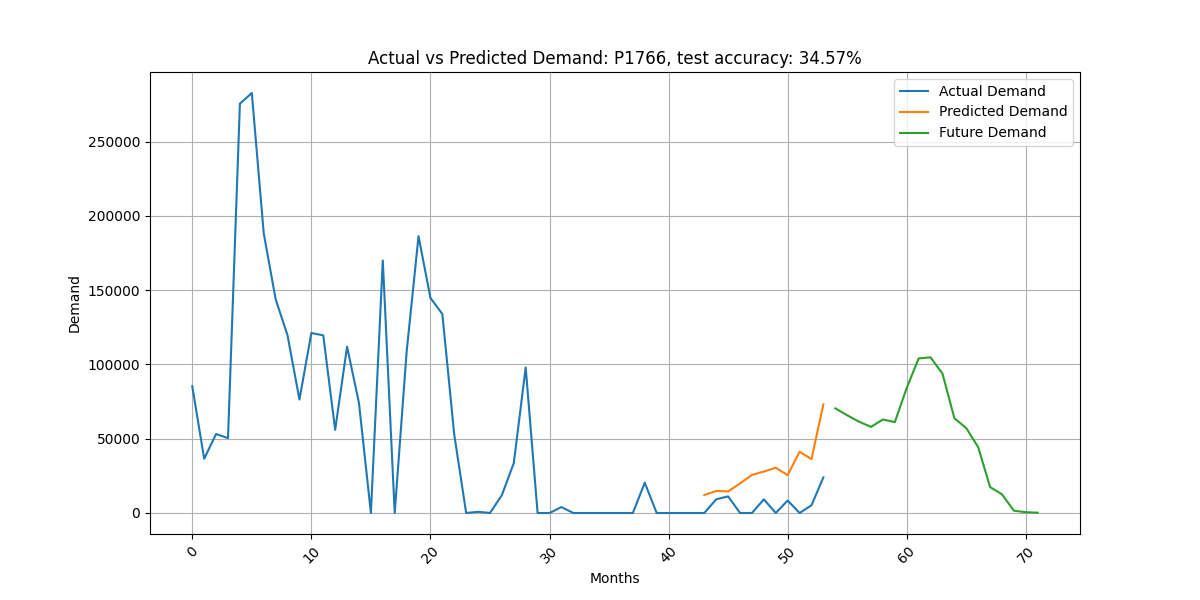 Actual vs Predicted Demand: P1766, test accuracy: 34.57%
Actual Demand
Predicted Demand
Future Demand
250000
200000
150000
100000
50000
0
Demand
0 10 20 30 40 50 60 70
Months